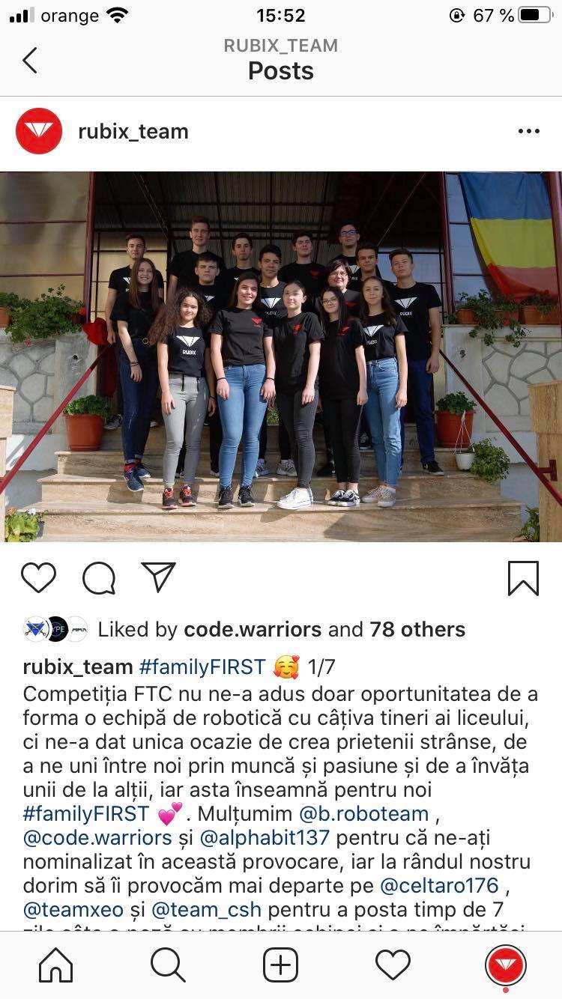 orange 15:52 67 %
RUBIX_TEAM
Posts
rubix_team
RUBIX
RUBIX
Liked by code.warriors and 78 others
rubix_team #familyFIRST 🥰 1/7
Competiția FTC nu ne-a adus doar oportunitatea de a
forma o echipă de robotică cu câțiva tineri ai liceului,
ci ne-a dat unica ocazie de crea prietenii strânse, de
a ne uni între noi prin muncă și pasiune și de a învăța
unii de la alții, iar asta înseamnă pentru noi
#familyFIRST 💕. Mulțumim @b.roboteam ,
@code.warriors și @alphabit137 pentru că ne-ați
nominalizat în această provocare, iar la rândul nostru
dorim să îi provocăm mai departe pe @celtaro176 ,
@teamxeo și @team_csh pentru a posta timp de 7